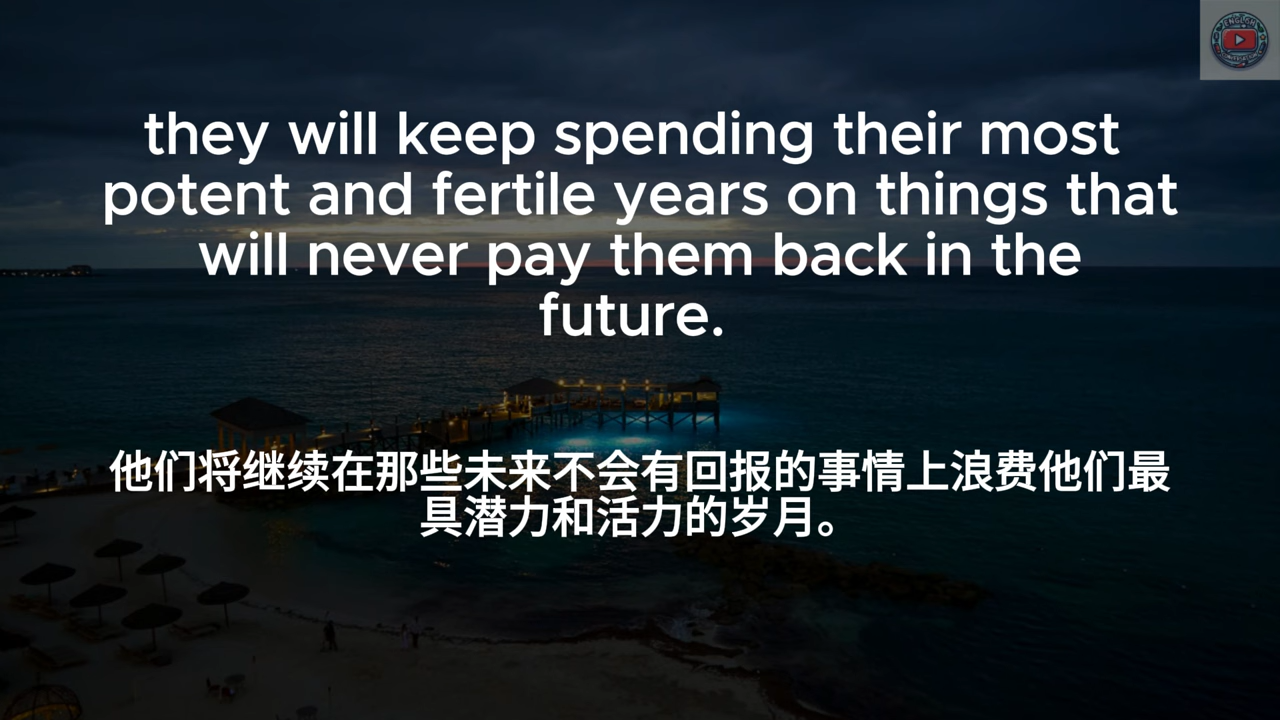 they will keep spending their most
potent and fertile years on things that
will never pay them back in the
future.
他们将继续在那些未来不会有回报的事情上浪费他们最
具潜力和活力的岁月。